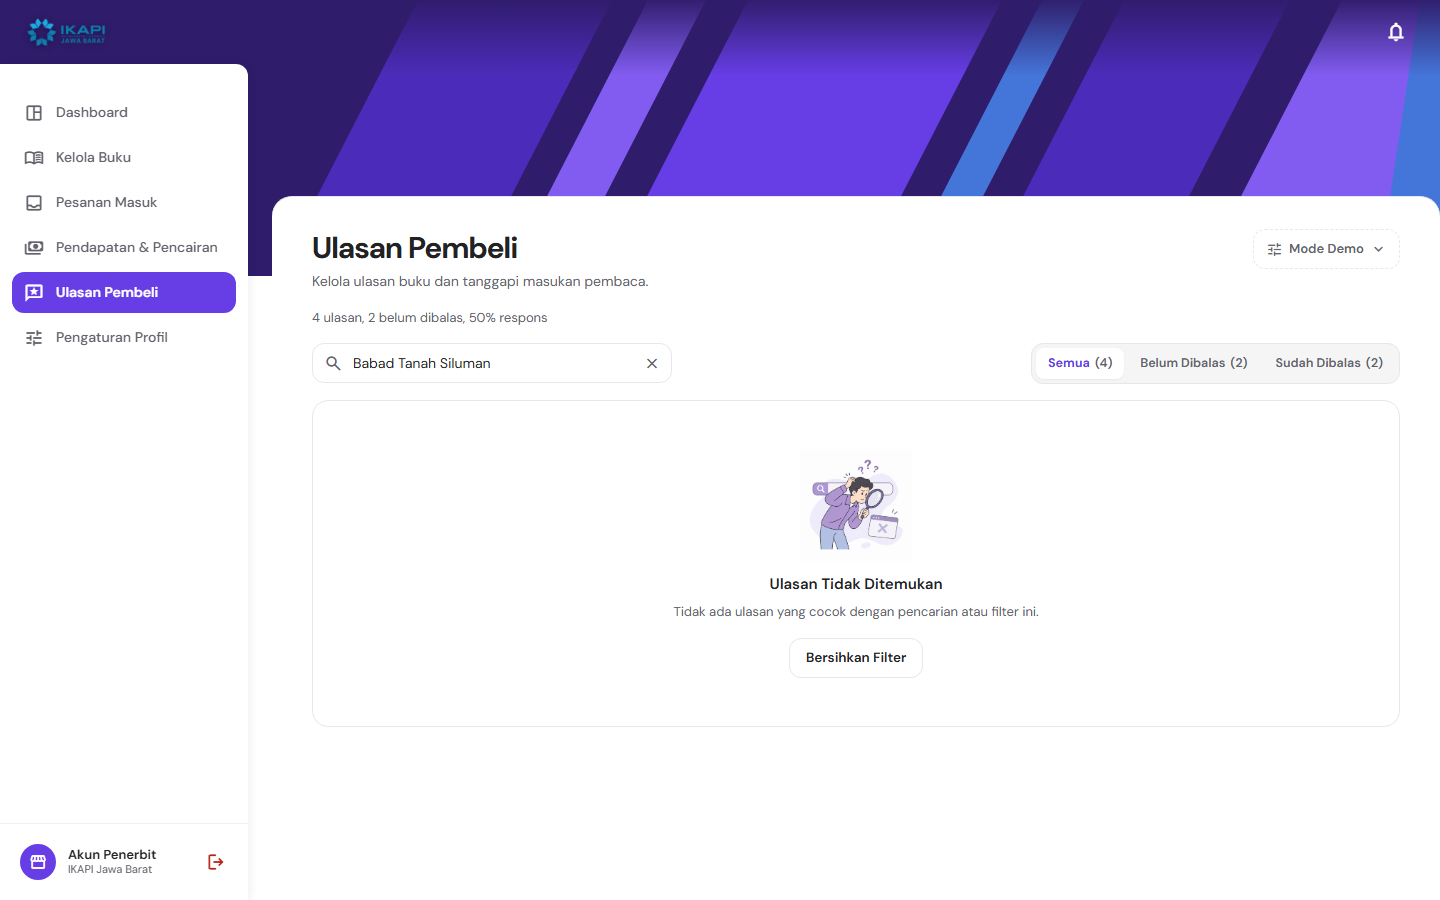 IKAPI
JAWA BARAT
Dashboard
Kelola Buku
Pesanan Masuk
Pendapatan & Pencairan
Ulasan Pembeli
Pengaturan Profil
Akun Penerbit
IKAPI Jawa Barat
Ulasan Pembeli
Kelola ulasan buku dan tanggapi masukan pembaca.
Mode Demo
4 ulasan, 2 belum dibalas, 50% respons
Babad Tanah Siluman
Semua (4)
Belum Dibalas (2)
Sudah Dibalas (2)
? ? ?
Ulasan Tidak Ditemukan
Tidak ada ulasan yang cocok dengan pencarian atau filter ini.
Bersihkan Filter